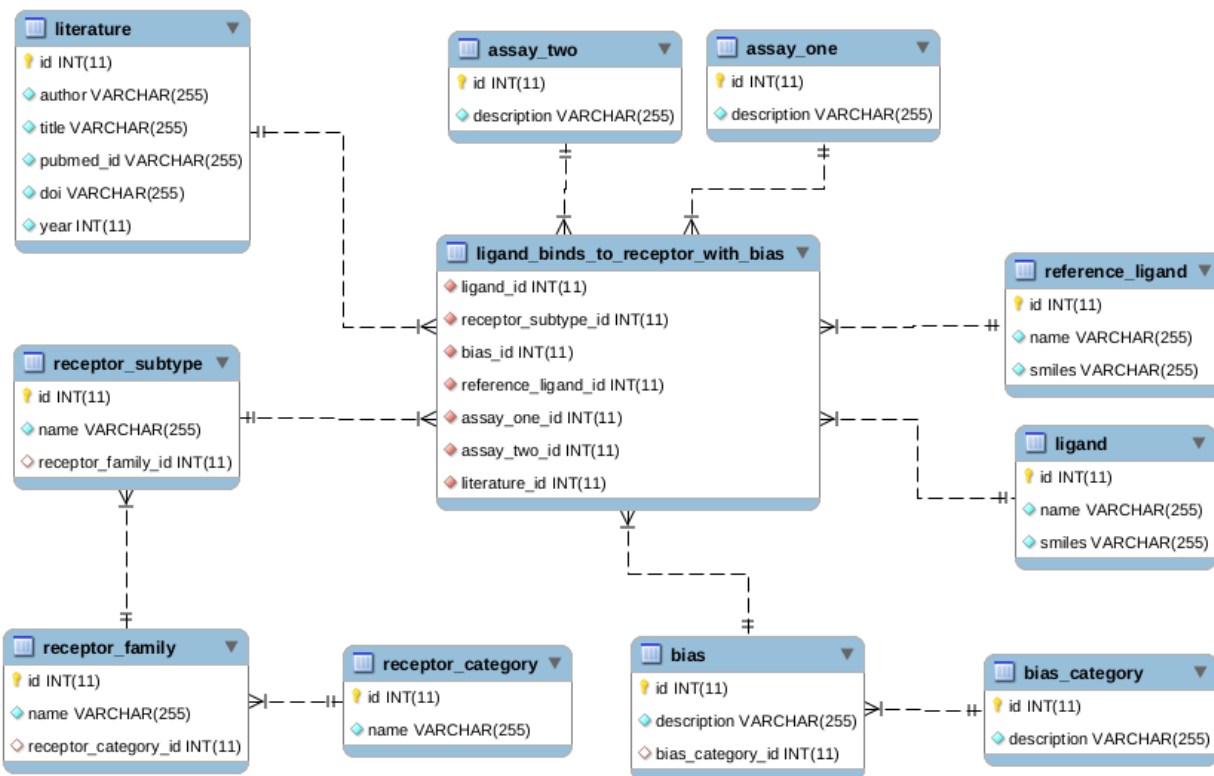 literature
id INT(11)
author VARCHAR(255)
title VARCHAR(255)
pubmed_id VARCHAR(255)
doi VARCHAR(255)
year INT(11)
assay_two
id INT(11)
description VARCHAR(255)
assay_one
id INT(11)
description VARCHAR(255)
ligand_binds_to_receptor_with_bias
ligand_id INT(11)
receptor_subtype_id INT(11)
bias_id INT(11)
reference_ligand_id INT(11)
assay_one_id INT(11)
assay_two_id INT(11)
literature_id INT(11)
reference_ligand
id INT(11)
name VARCHAR(255)
smiles VARCHAR(255)
receptor_subtype
id INT(11)
name VARCHAR(255)
receptor_family_id INT(11)
ligand
id INT(11)
name VARCHAR(255)
smiles VARCHAR(255)
receptor_family
id INT(11)
name VARCHAR(255)
receptor_category_id INT(11)
receptor_category
id INT(11)
name VARCHAR(255)
bias
id INT(11)
description VARCHAR(255)
bias_category_id INT(11)
bias_category
id INT(11)
description VARCHAR(255)